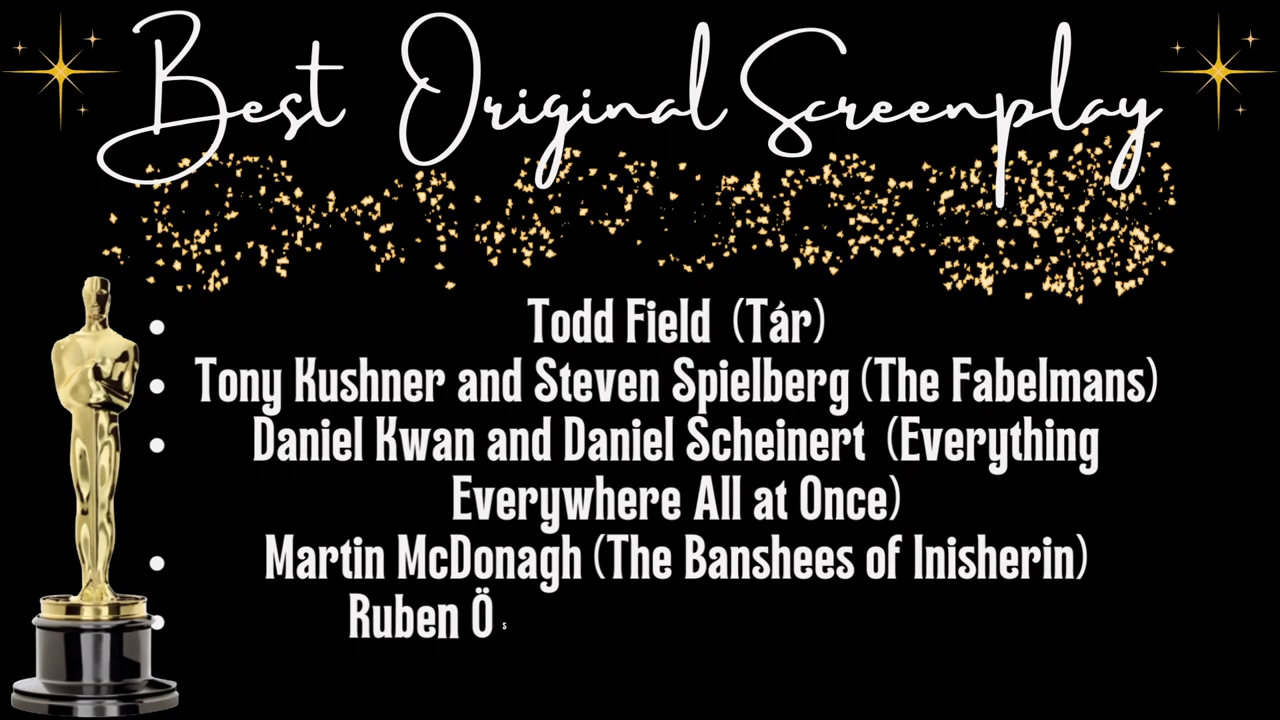 Best Original Screenplay
• Todd Field (Tár)
• Tony Kushner and Steven Spielberg (The Fabelmans)
• Daniel Kwan and Daniel Scheinert (Everything
Everywhere All at Once)
• Martin McDonagh (The Banshees of Inisherin)
• Ruben Ös